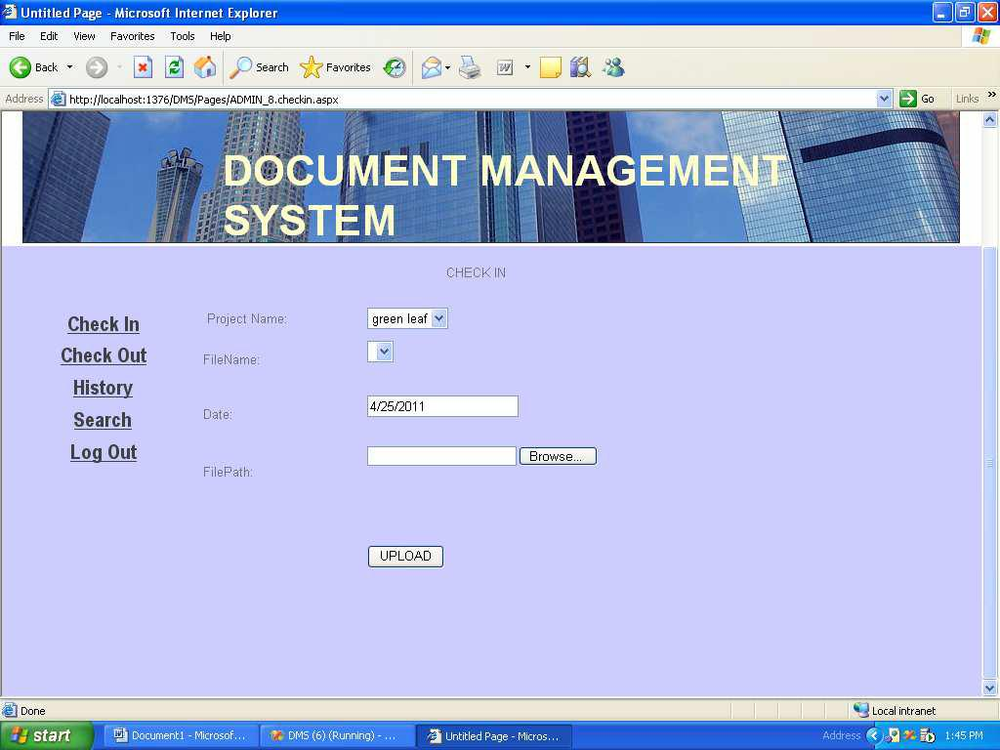 Untitled Page - Microsoft Internet Explorer
File Edit View Favorites Tools Help
Back Search Favorites
Address http://localhost:1376/DMS/Pages/ADMIN_8.checkin.aspx Go Links »
DOCUMENT MANAGEMENT
SYSTEM
CHECK IN
Check In
Check Out
History
Search
Log Out
Project Name: green leaf
FileName:
Date: 4/25/2011
FilePath: Browse...
UPLOAD
Done Local intranet
start Document1 - Microsof... DMS (6) (Running) - ... Untitled Page - Micros... Address 1:45 PM